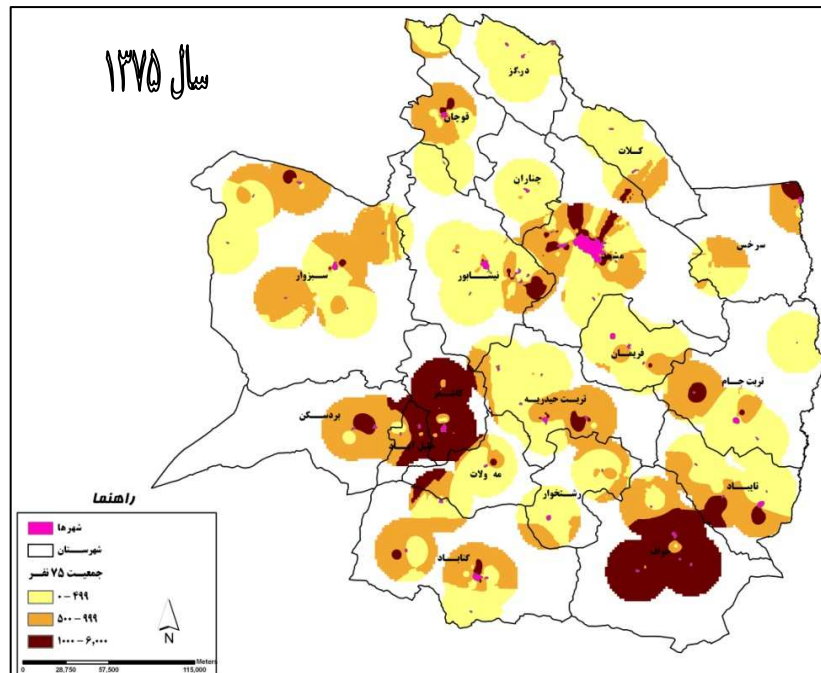 سال ۱۳۷۵
درگز
قوچان
کلات
چناران
سرخس
مشهد
نیشابور
سبزوار
فریمان
تربت جام
کاشمر
تربت حیدریه
بردسکن
خلیل آباد
مه ولات
رشتخوار
تایباد
خواف
گناباد
راهنما
شهرها
شهرستان
جمعیت ۷۵ نفر
۰ - ۴۹۹
۵۰۰ - ۹۹۹
۱۰۰۰ - ۶,۰۰۰
N
Meters
0 28,750 57,500 115,000